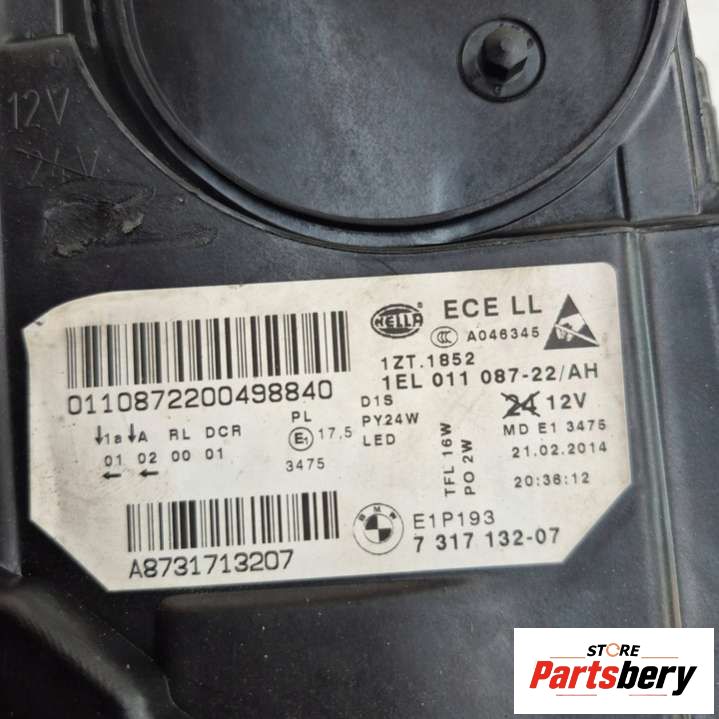 12V
24V
HELLA
ECE LL
CCC A046345
1ZT.1852
1EL 011 087-22/AH
0110872200498840
D1S
24 12V
PL
PY24W
MD E1 3475
1a A RL DCR
E1 17,5
LED
TFL 16W
PO 2W
01 02 00 01
3475
21.02.2014
20:36:12
BMW
E1P193
7 317 132-07
A8731713207
STORE
Partsbery